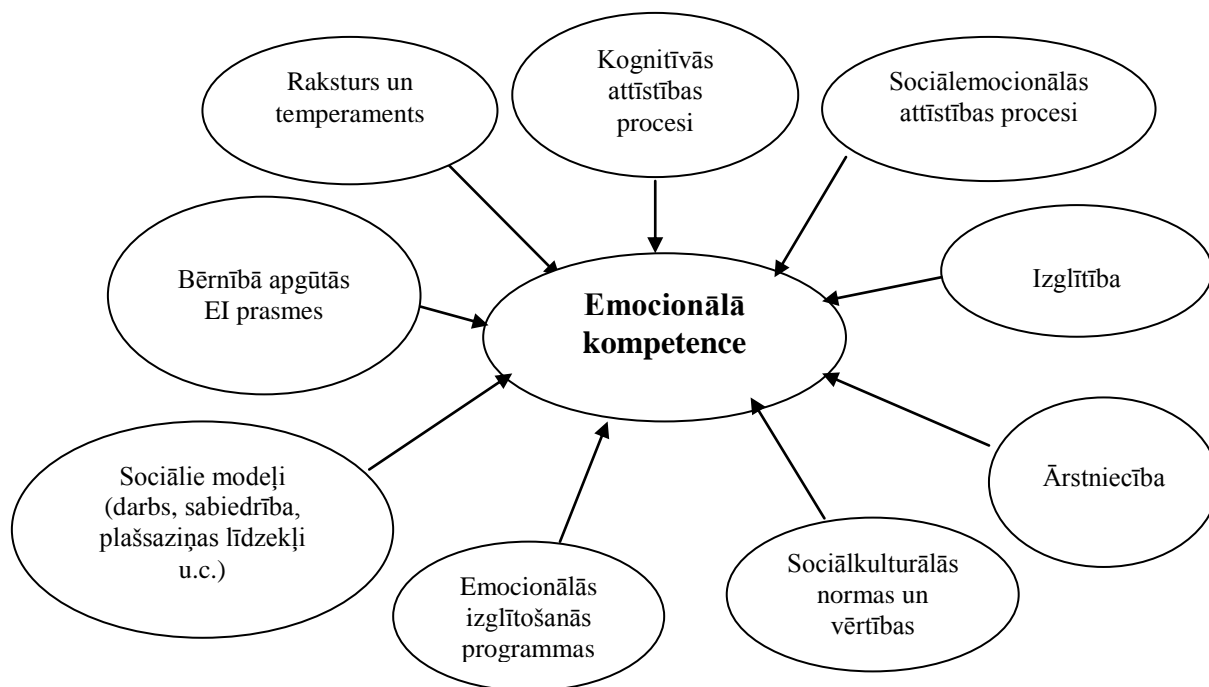 Raksturs un
temperaments
Kognitīvās
attīstības
procesi
Sociālemocionālās
attīstības procesi
Bērnībā apgūtās
EI prasmes
Emocionālā
kompetence
Izglītība
Sociālie modeļi
(darbs, sabiedrība,
plašsaziņas līdzekļi
u.c.)
Ārstniecība
Emocionālās
izglītošanās
programmas
Sociālkulturālās
normas un
vērtības